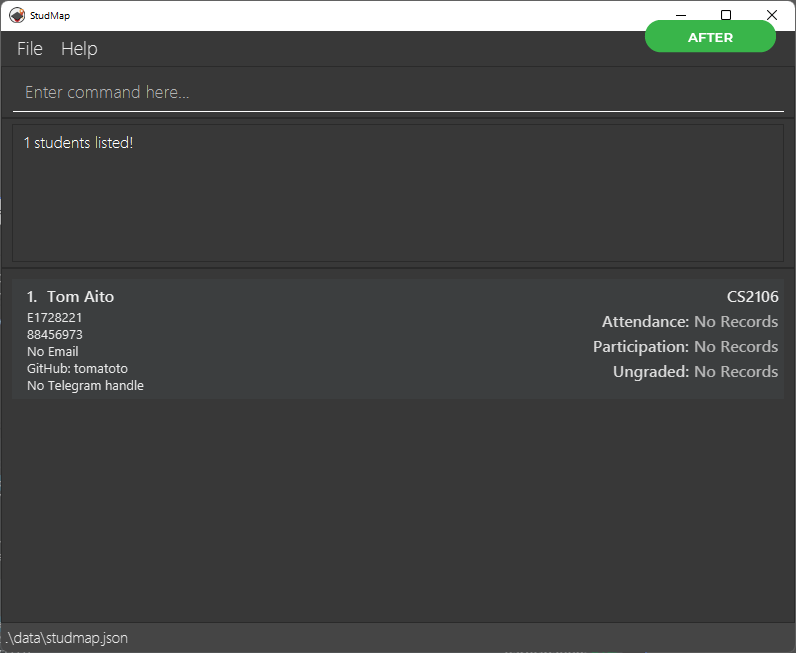 StudMap
AFTER
File Help
Enter command here...
1 students listed!
1. Tom Aito
CS2106
E1728221
88456973
No Email
GitHub: tomatoto
No Telegram handle
Attendance: No Records
Participation: No Records
Ungraded: No Records
.\data\studmap.json